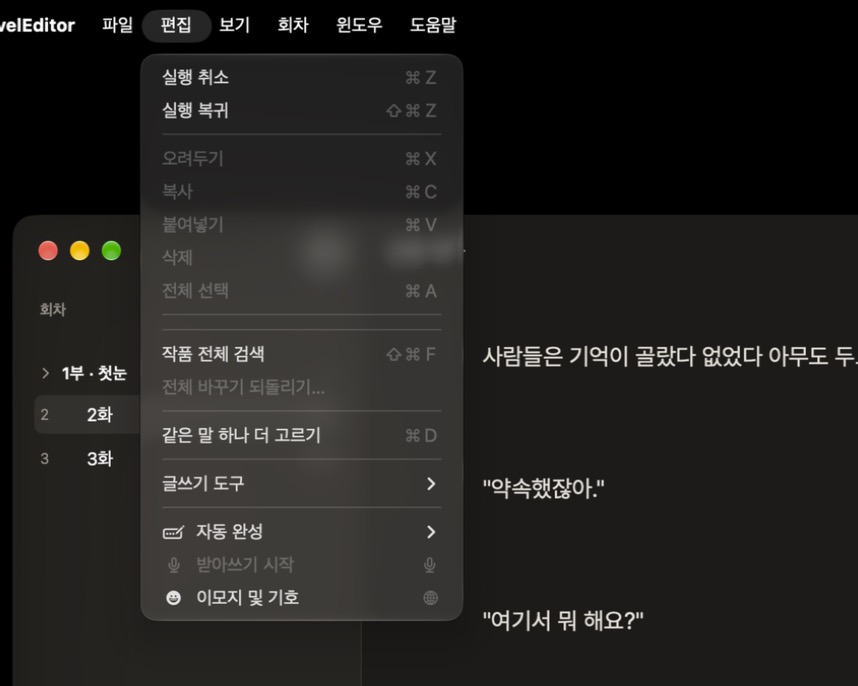 velEditor 파일 편집 보기 회차 윈도우 도움말
실행 취소 ⌘ Z
실행 복귀 ⇧ ⌘ Z
오려두기 ⌘ X
복사 ⌘ C
붙여넣기 ⌘ V
삭제
전체 선택 ⌘ A
작품 전체 검색 ⇧ ⌘ F
전체 바꾸기 되돌리기...
같은 말 하나 더 고르기 ⌘ D
글쓰기 도구
자동 완성
받아쓰기 시작
이모지 및 기호
회차
1부 · 첫눈
2 2화
3 3화
사람들은 기억이 골랐다 없었다 아무도 두
"약속했잖아."
"여기서 뭐 해요?"